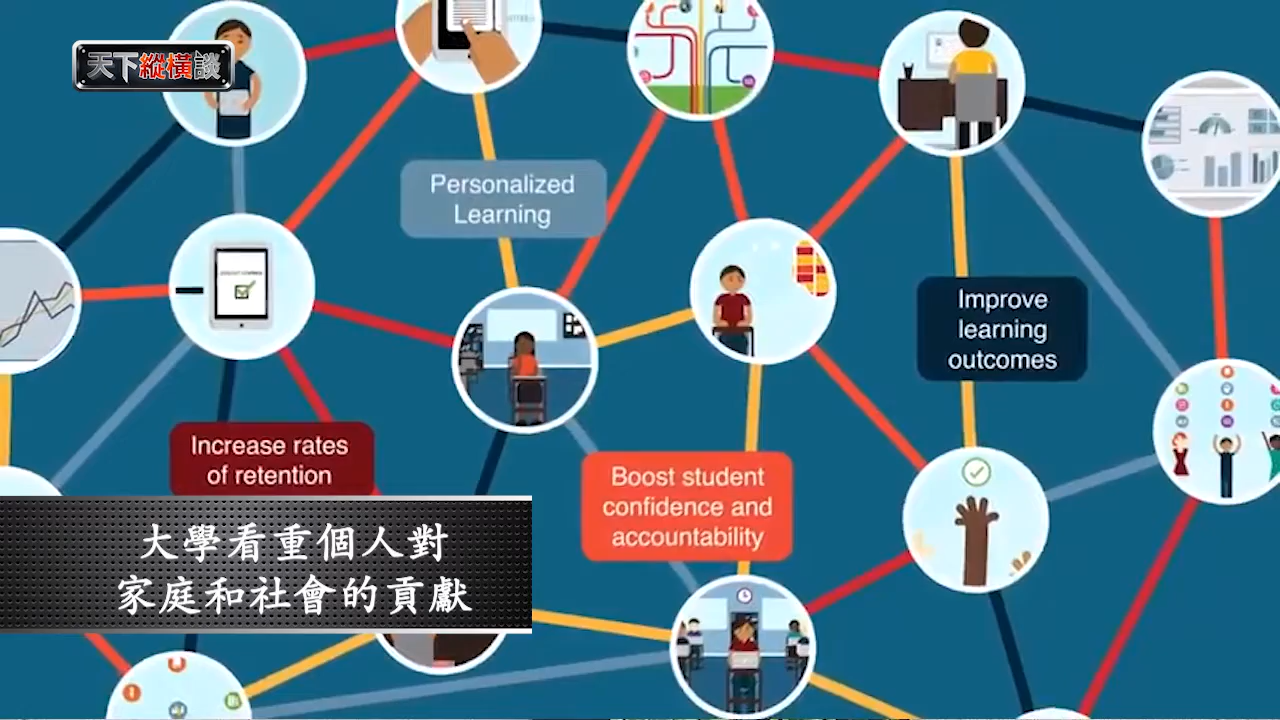 天下縱橫談
Personalized
Learning
Improve
learning
outcomes
Increase rates
of retention
Boost student
confidence and
accountability
大學看重個人對
家庭和社會的貢獻